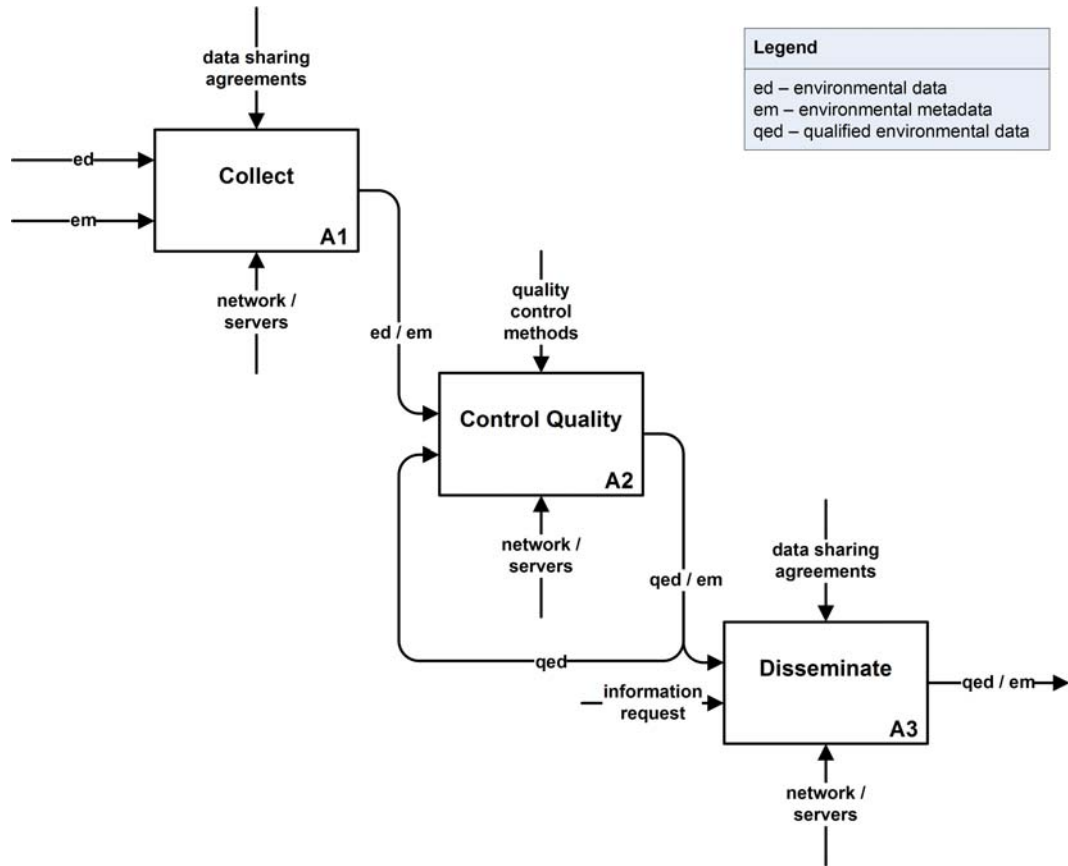 data sharing
agreements
Legend
ed – environmental data
em – environmental metadata
qed – qualified environmental data
ed
em
Collect
A1
network /
servers
ed / em
quality
control
methods
Control Quality
A2
network /
servers
qed / em
qed
data sharing
agreements
information
request
Disseminate
A3
qed / em
network /
servers